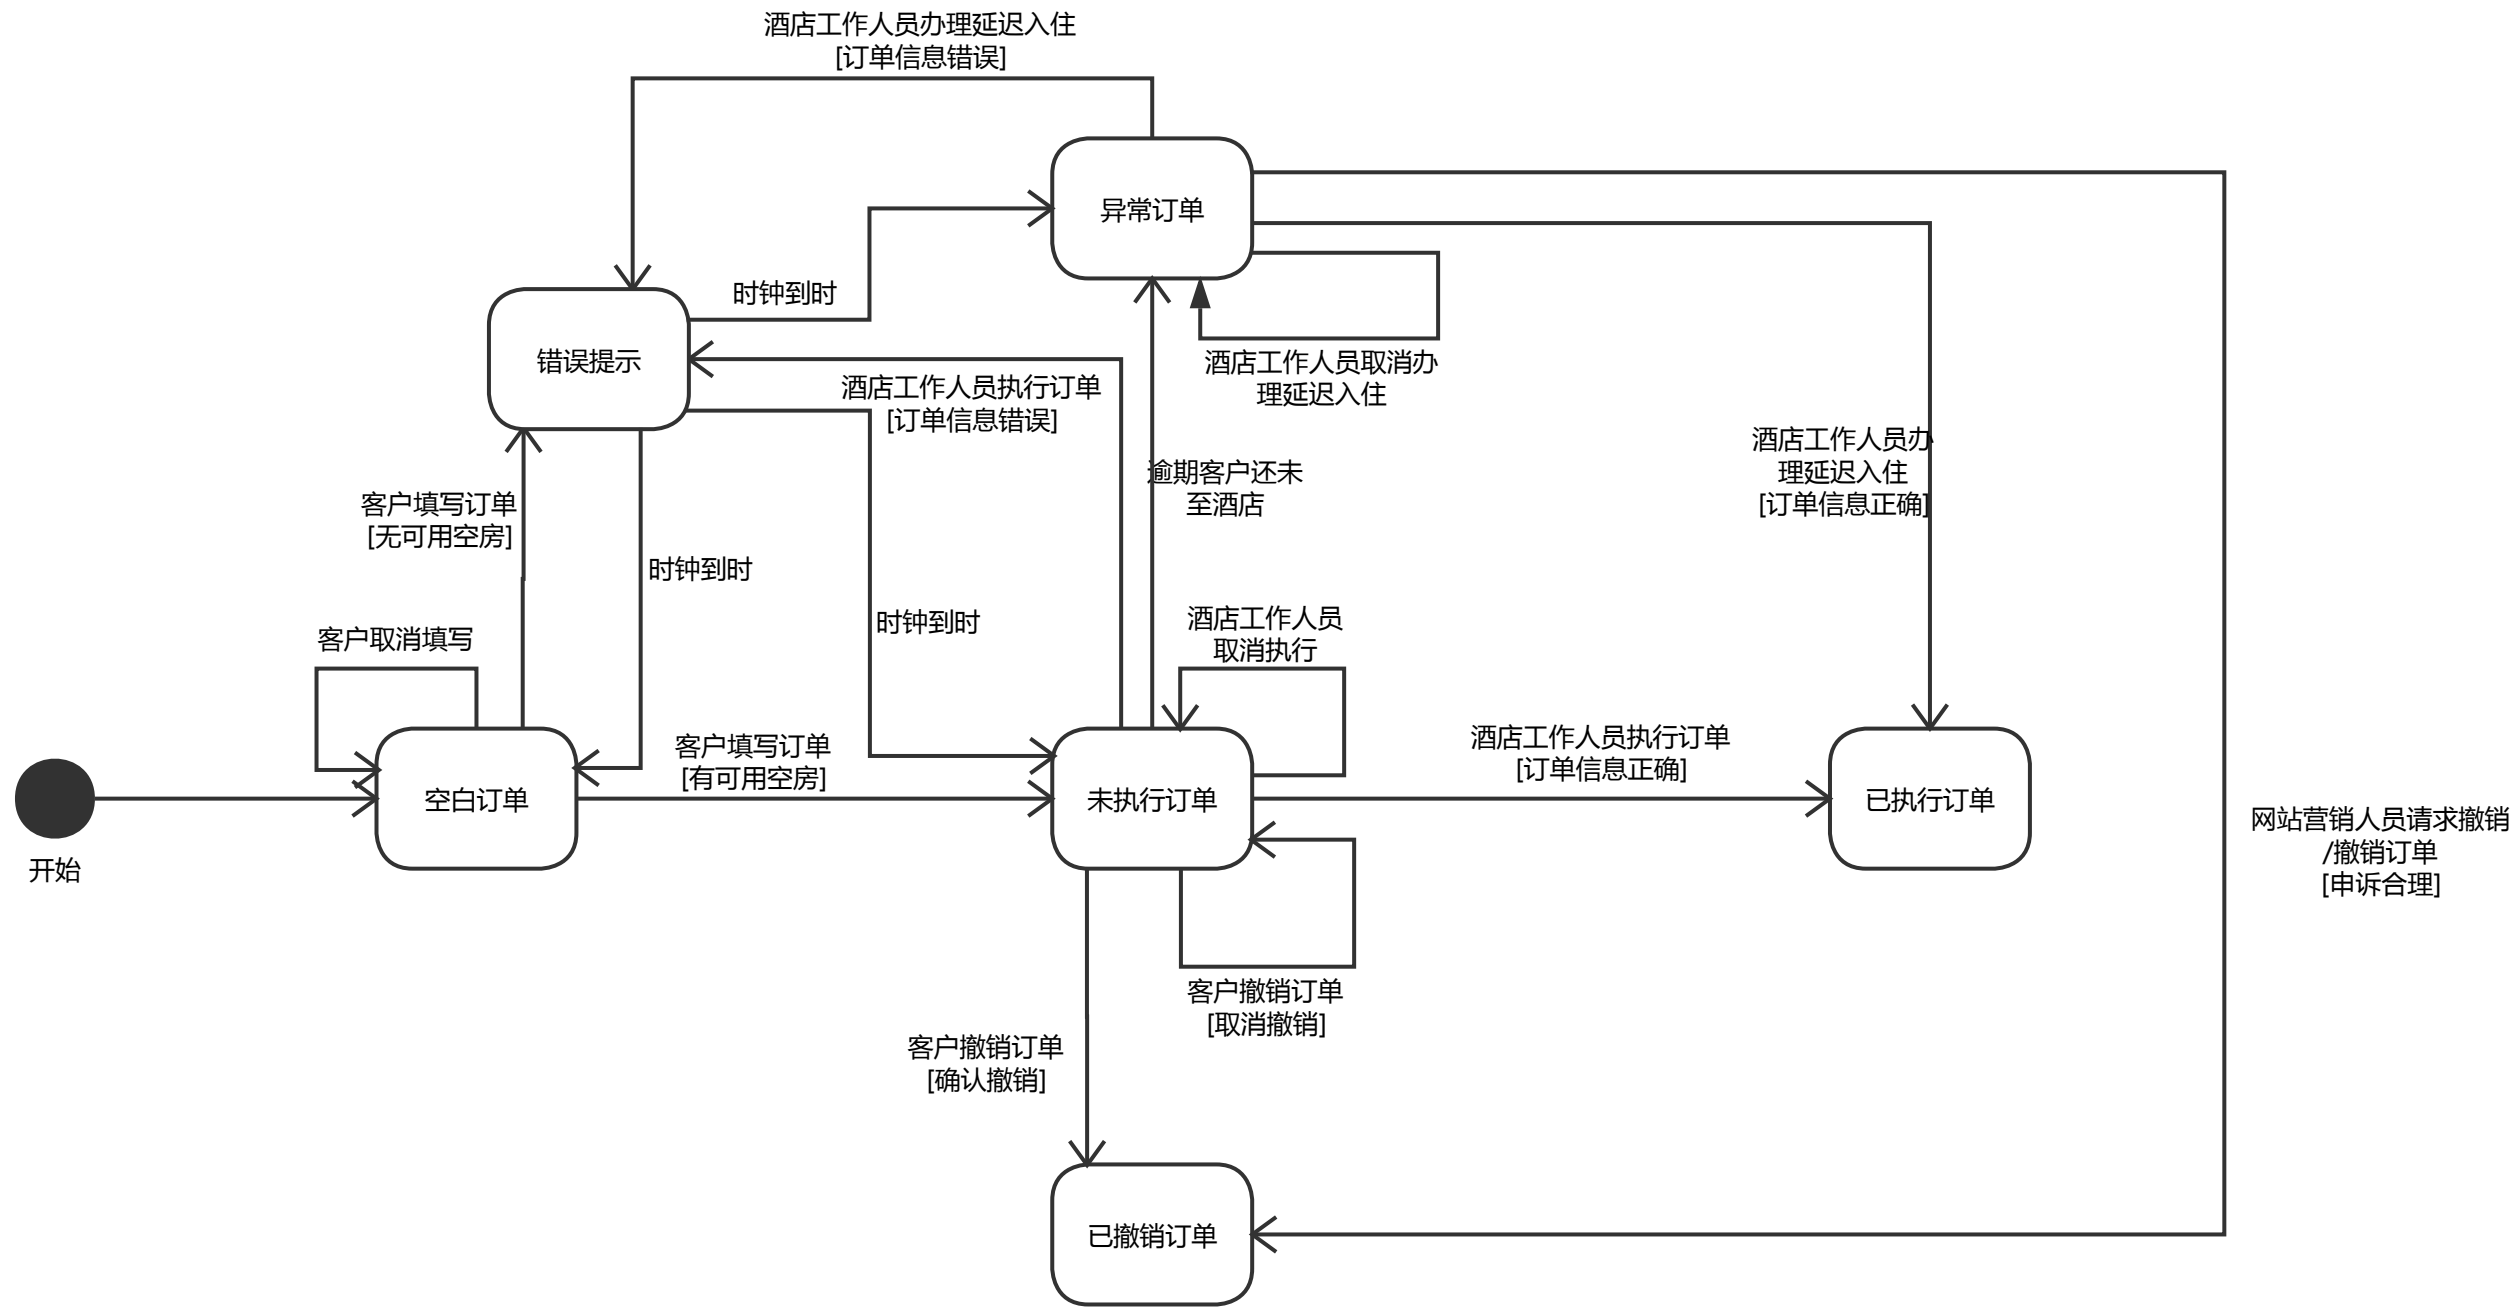 酒店工作人员办理延迟入住
[订单信息错误]
异常订单
时钟到时
错误提示
酒店工作人员取消办
理延迟入住
酒店工作人员执行订单
[订单信息错误]
酒店工作人员办
理延迟入住
[订单信息正确]
逾期客户还未
至酒店
客户填写订单
[无可用空房]
时钟到时
时钟到时
酒店工作人员
取消执行
客户取消填写
客户填写订单
[有可用空房]
酒店工作人员执行订单
[订单信息正确]
空白订单
未执行订单
已执行订单
网站营销人员请求撤销
/撤销订单
[申诉合理]
开始
客户撤销订单
[取消撤销]
客户撤销订单
[确认撤销]
已撤销订单